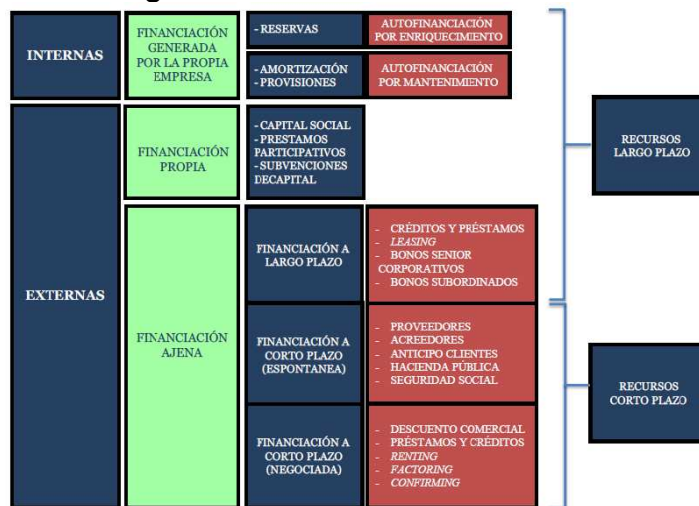 INTERNAS
FINANCIACIÓN
GENERADA
POR LA PROPIA
EMPRESA
- RESERVAS
AUTOFINANCIACIÓN
POR ENRIQUECIMIENTO
- AMORTIZACIÓN
- PROVISIONES
AUTOFINANCIACIÓN
POR MANTENIMIENTO
EXTERNAS
FINANCIACIÓN
PROPIA
- CAPITAL SOCIAL
- PRESTAMOS
PARTICIPATIVOS
- SUBVENCIONES
DECAPITAL
FINANCIACIÓN
AJENA
FINANCIACIÓN A
LARGO PLAZO
- CRÉDITOS Y PRÉSTAMOS
- LEASING
- BONOS SENIOR
CORPORATIVOS
- BONOS SUBORDINADOS
FINANCIACIÓN A
CORTO PLAZO
(ESPONTANEA)
- PROVEEDORES
- ACREEDORES
- ANTICIPO CLIENTES
- HACIENDA PÚBLICA
- SEGURIDAD SOCIAL
FINANCIACIÓN A
CORTO PLAZO
(NEGOCIADA)
- DESCUENTO COMERCIAL
- PRÉSTAMOS Y CRÉDITOS
- RENTING
- FACTORING
- CONFIRMING
RECURSOS
LARGO PLAZO
RECURSOS
CORTO PLAZO